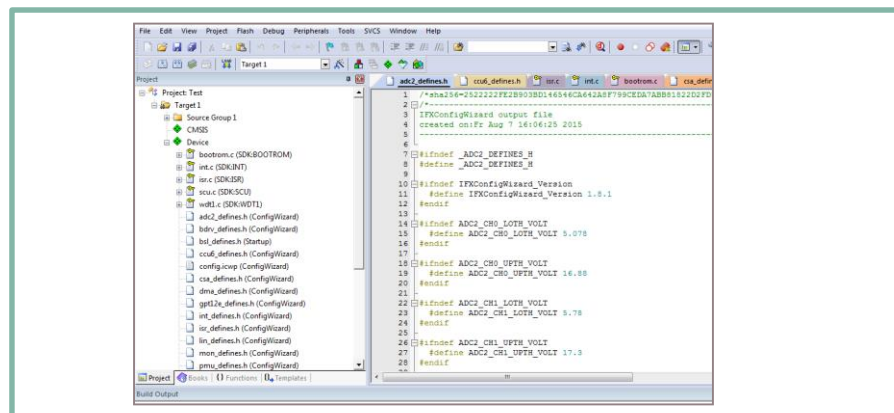 File Edit View Project Flash Debug Peripherals Tools SVCS Window Help
Target 1
Project
Project: Test
Target 1
Source Group 1
CMSIS
Device
bootrom.c (SDK:BOOTROM)
int.c (SDK:INT)
isr.c (SDK:ISR)
scu.c (SDK:SCU)
wdt1.c (SDK:WDT1)
adc2_defines.h (ConfigWizard)
bdrv_defines.h (ConfigWizard)
bsl_defines.h (Startup)
ccu6_defines.h (ConfigWizard)
config.icwp (ConfigWizard)
csa_defines.h (ConfigWizard)
dma_defines.h (ConfigWizard)
gpt12e_defines.h (ConfigWizard)
int_defines.h (ConfigWizard)
isr_defines.h (ConfigWizard)
lin_defines.h (ConfigWizard)
mon_defines.h (ConfigWizard)
pmu_defines.h (ConfigWizard)
Project Books {} Functions Templates
adc2_defines.h ccu6_defines.h isr.c int.c bootrom.c csa_defin
1 /*sha256=
2 /*
3 IFXConfigWizard output file
4 created on:Fr Aug 7 16:06:25 2015
5
6
7 #ifndef _ADC2_DEFINES_H
8 #define _ADC2_DEFINES_H
9
10 #ifndef IFXConfigWizard_Version
11 #define IFXConfigWizard_Version 1.8.1
12 #endif
13
14 #ifndef ADC2_CH0_LOTH_VOLT
15 #define ADC2_CH0_LOTH_VOLT 5.078
16 #endif
17
18 #ifndef ADC2_CH0_UPTH_VOLT
19 #define ADC2_CH0_UPTH_VOLT 16.88
20 #endif
21
22 #ifndef ADC2_CH1_LOTH_VOLT
23 #define ADC2_CH1_LOTH_VOLT 5.78
24 #endif
25
26 #ifndef ADC2_CH1_UPTH_VOLT
27 #define ADC2_CH1_UPTH_VOLT 17.3
28 #endif
Build Output